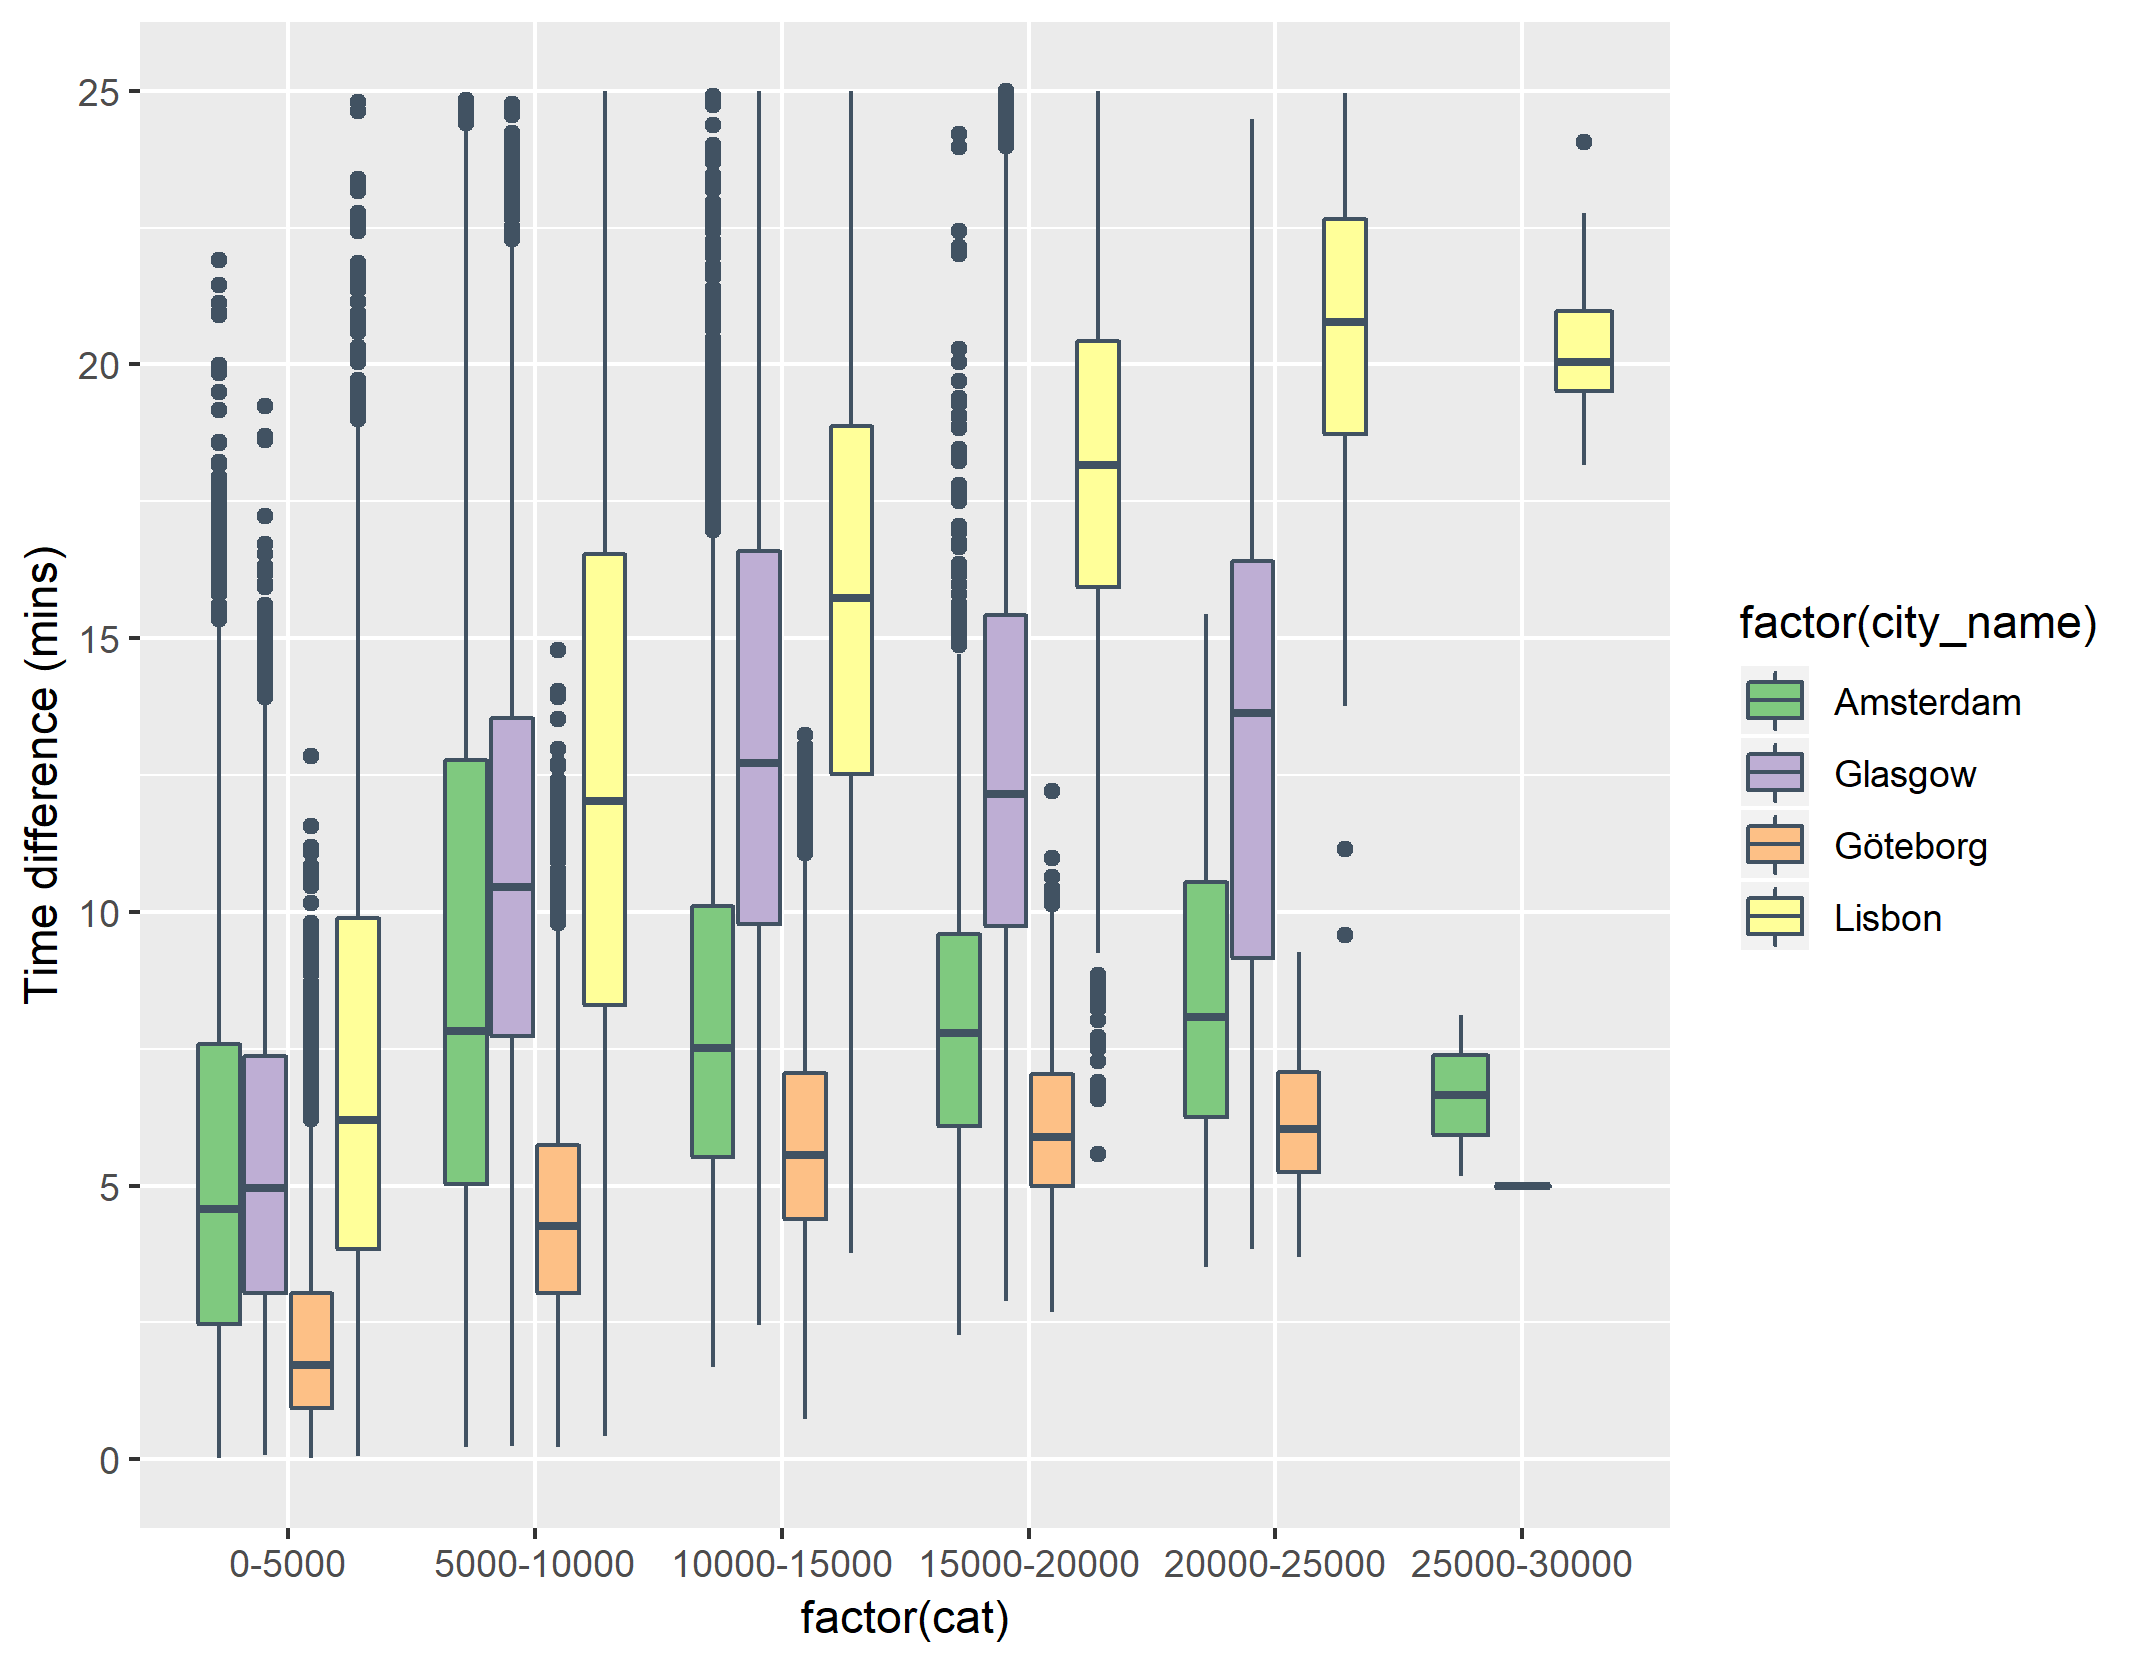 25
20
15
10
5
0
Time difference (mins)
0-5000
5000-10000
10000-15000
15000-20000
20000-25000
25000-30000
factor(cat)
factor(city_name)
Amsterdam
Glasgow
Göteborg
Lisbon